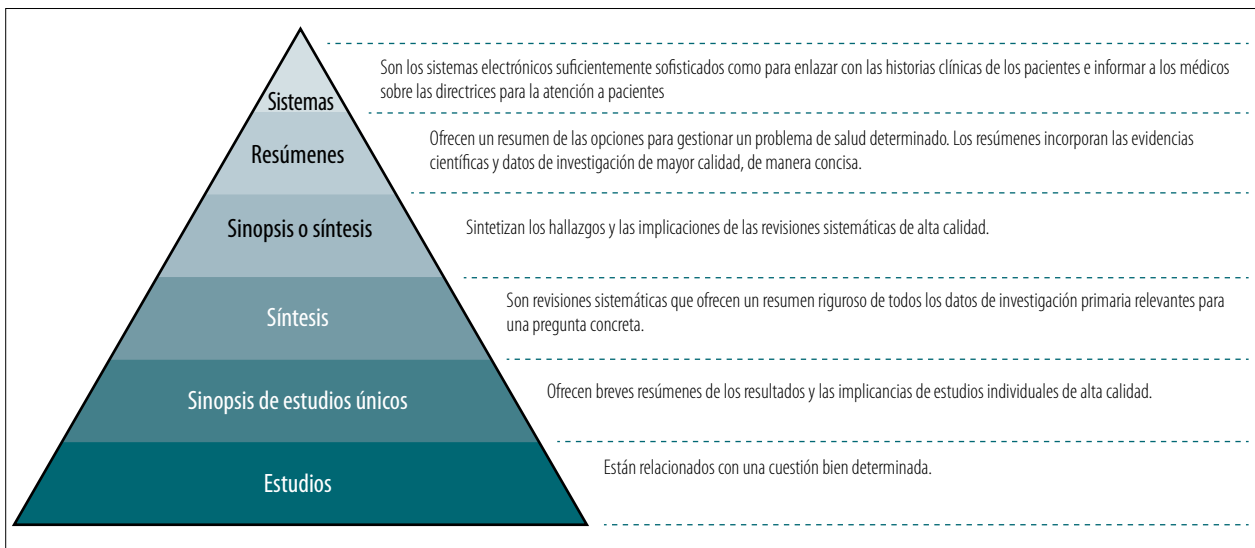 Sistemas
Son los sistemas electrónicos suficientemente sofisticados como para enlazar con las historias clínicas de los pacientes e informar a los médicos
sobre las directrices para la atención a pacientes
Resúmenes
Ofrecen un resumen de las opciones para gestionar un problema de salud determinado. Los resúmenes incorporan las evidencias
científicas y datos de investigación de mayor calidad, de manera concisa.
Sinopsis o síntesis
Sintetizan los hallazgos y las implicaciones de las revisiones sistemáticas de alta calidad.
Síntesis
Son revisiones sistemáticas que ofrecen un resumen riguroso de todos los datos de investigación primaria relevantes para
una pregunta concreta.
Sinopsis de estudios únicos
Ofrecen breves resúmenes de los resultados y las implicancias de estudios individuales de alta calidad.
Estudios
Están relacionados con una cuestión bien determinada.